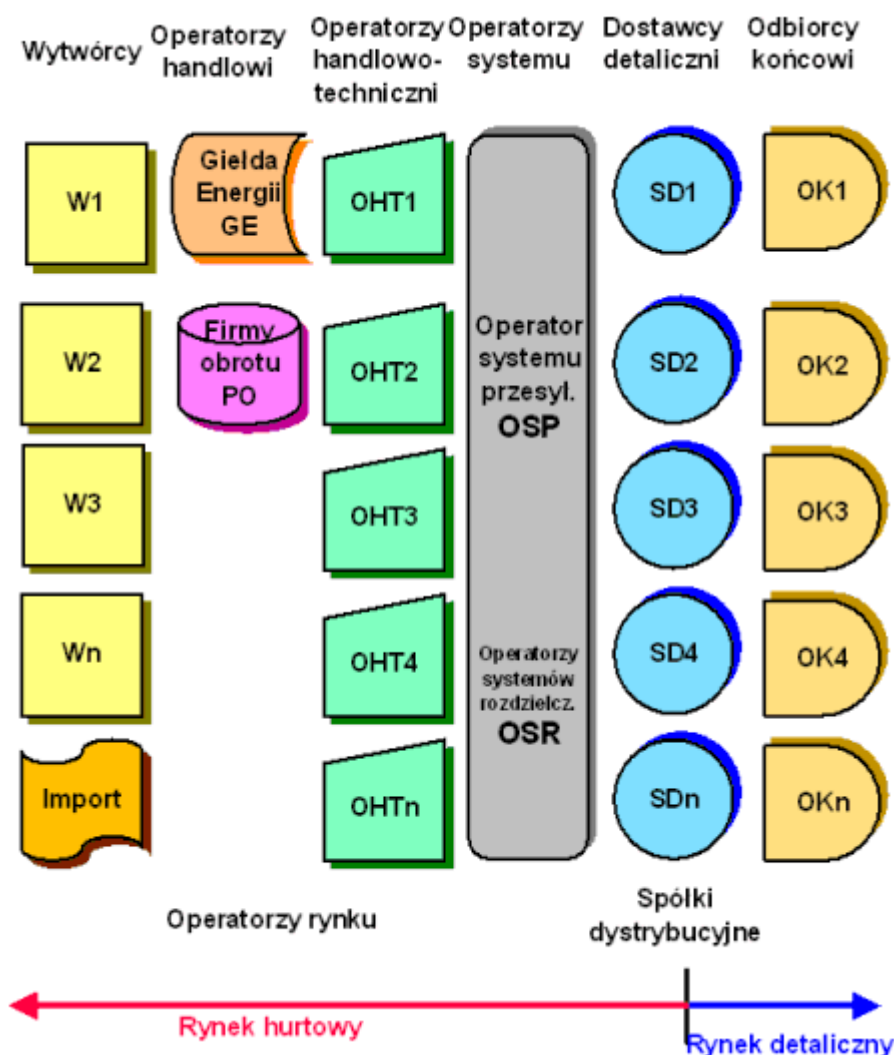 Wytwórcy
Operatorzy
handlowi
Operatorzy
handlowo-
techniczni
Operatorzy
systemu
Dostawcy
detaliczni
Odbiorcy
końcowi
W1
Gielda
Energii
GE
OHT1
SD1
OK1
W2
Firmy
obrotu
PO
OHT2
Operator
systemu
przesył.
OSP
SD2
OK2
W3
OHT3
SD3
OK3
Wn
OHT4
Operatorzy
systemów
rozdzielcz.
OSR
SD4
OK4
Import
OHTn
SDn
OKn
Operatorzy rynku
Spólki
dystrybucyjne
Rynek hurtowy
Rynek detaliczny